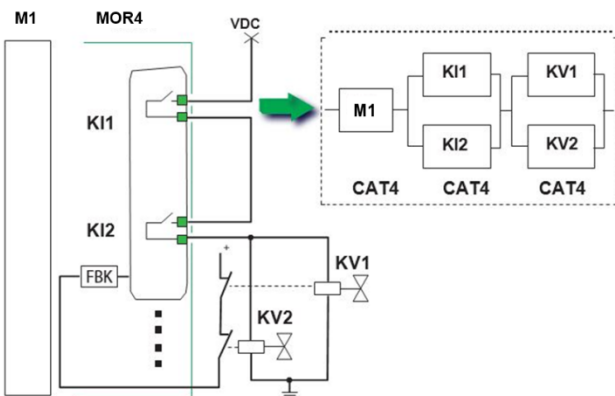 M1 MOR4
VDC
KI1
KI2
FBK
+
KV1
KV2
M1
KI1
KI2
KV1
KV2
CAT4 CAT4 CAT4